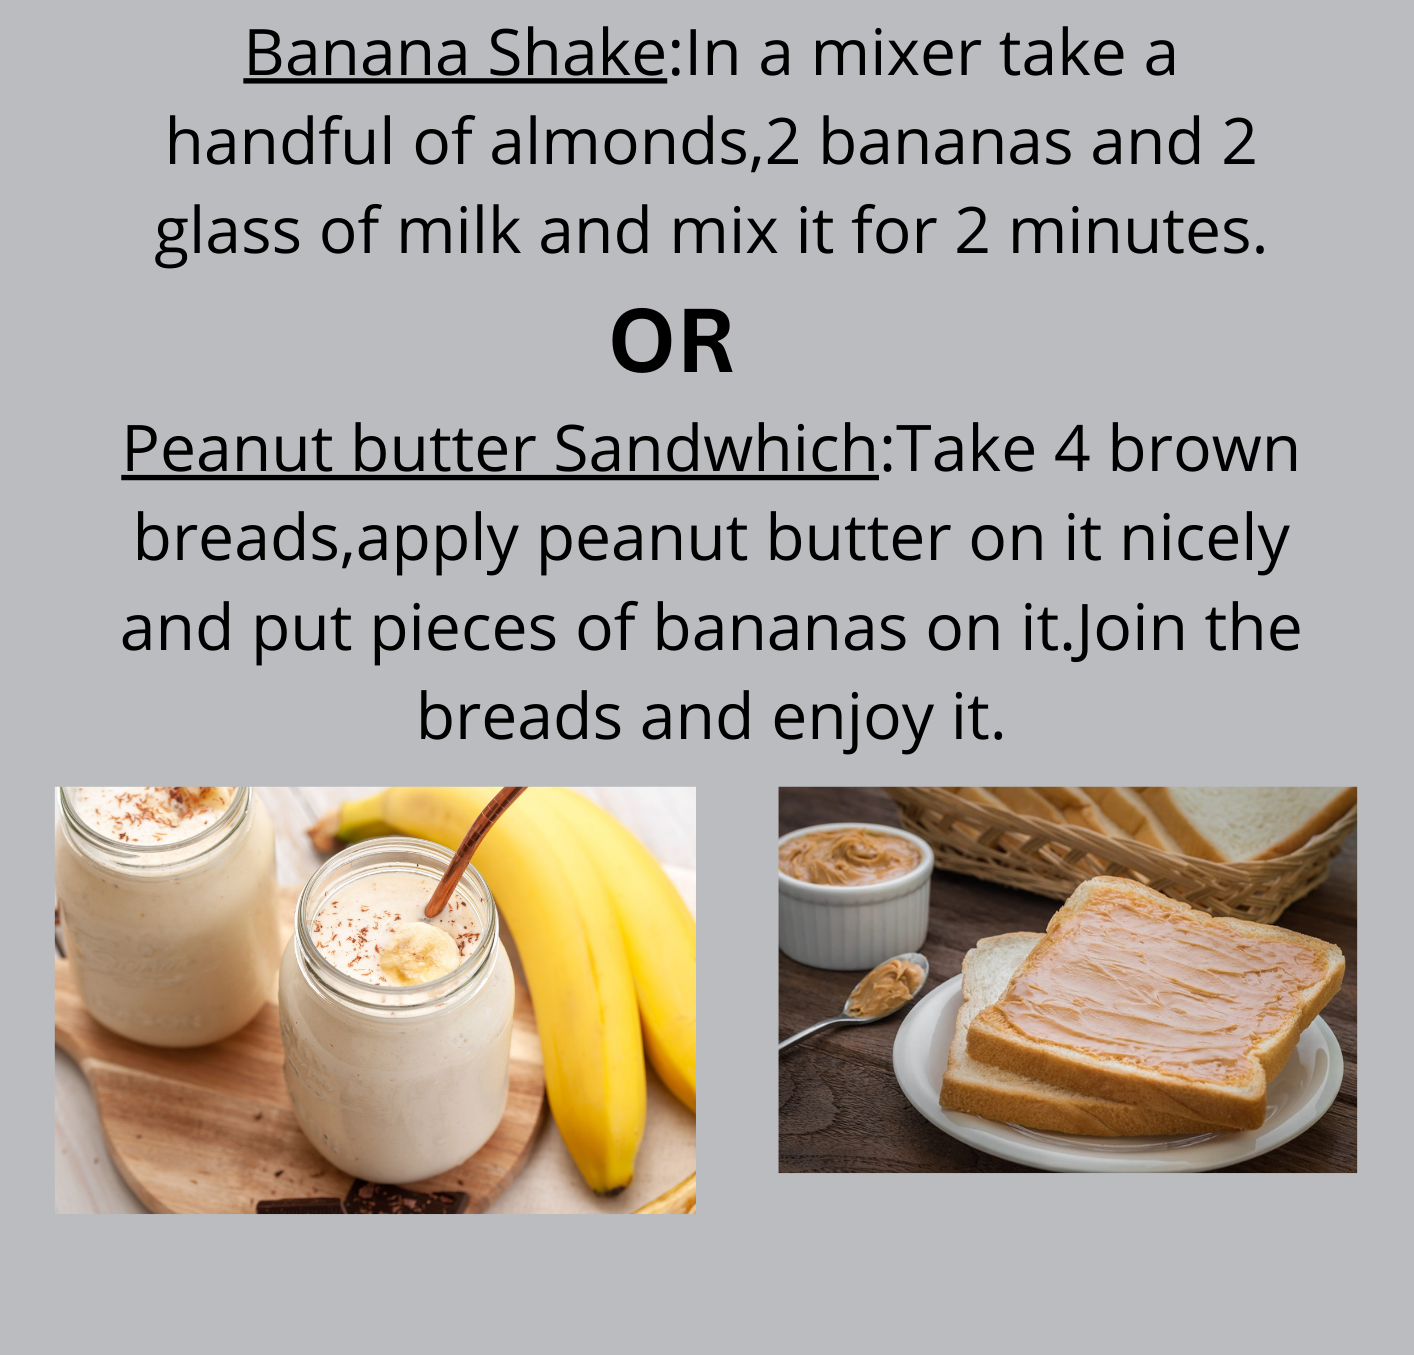 Banana Shake:In a mixer take a
handful of almonds,2 bananas and 2
glass of milk and mix it for 2 minutes.
OR
Peanut butter Sandwhich:Take 4 brown
breads,apply peanut butter on it nicely
and put pieces of bananas on it.Join the
breads and enjoy it.